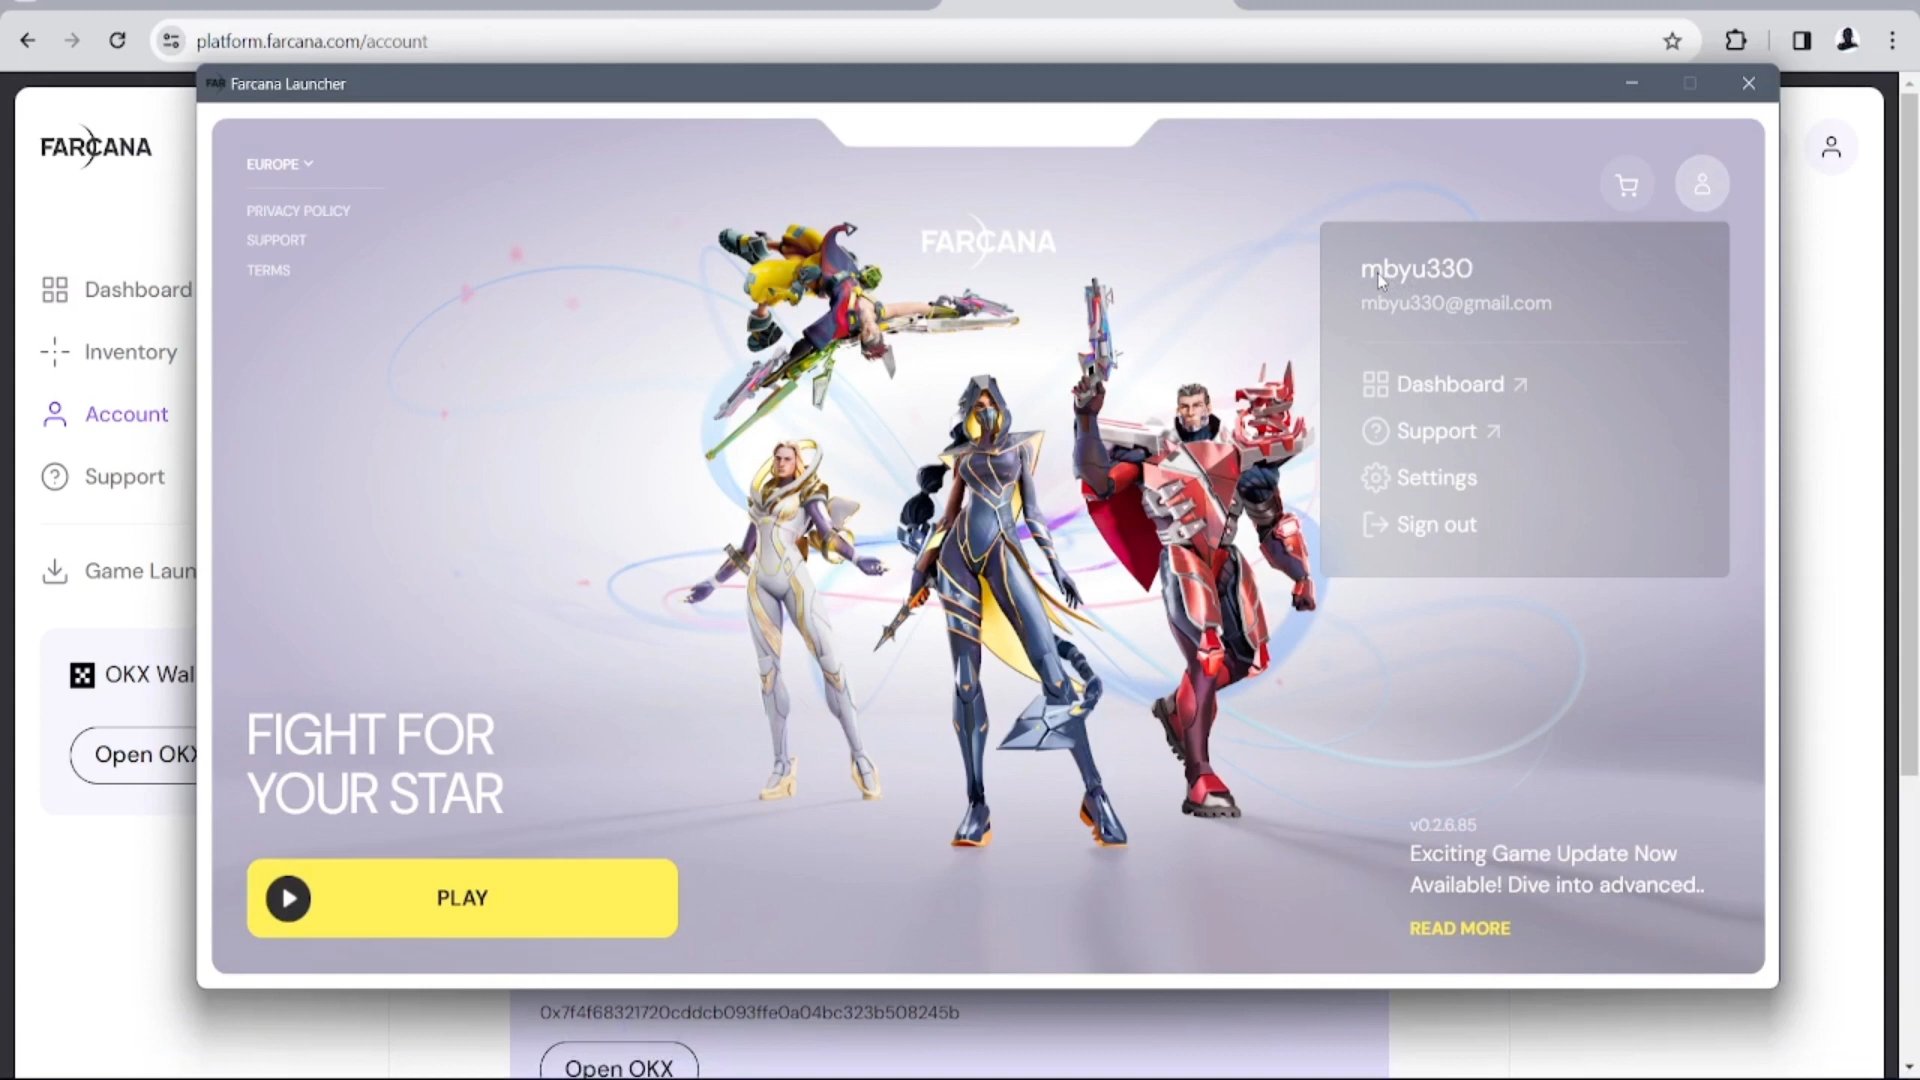 platform.farcana.com/account
FAR Farcana Launcher
FARCANA
Dashboard
Inventory
Account
Support
Game Laun
OKX Wal
Open OKX
EUROPE
PRIVACY POLICY
SUPPORT
TERMS
FARCANA
mbyu330
mbyu330@gmail.com
Dashboard
Support
Settings
Sign out
FIGHT FOR
YOUR STAR
PLAY
v0.2.6.85
Exciting Game Update Now
Available! Dive into advanced..
READ MORE
0x7f4f68321720cddcb093ffe0a04bc323b508245b
Open OKX